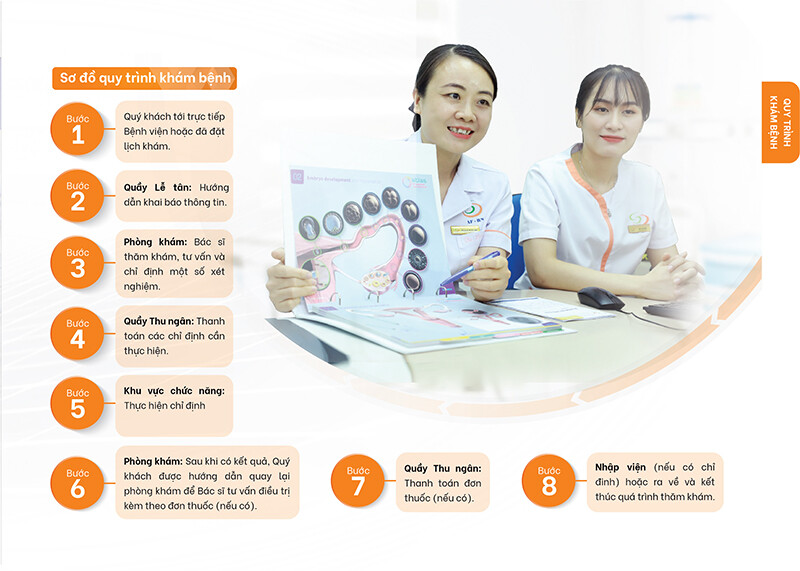 Sơ đồ quy trình khám bệnh
Bước
1
Quý khách tới trực tiếp
Bệnh viện hoặc đã đặt
lịch khám.
Bước
2
Quầy Lễ tân: Hướng
dẫn khai báo thông tin.
Bước
3
Phòng khám: Bác sĩ
thăm khám, tư vấn và
chỉ định một số xét
nghiệm.
Bước
4
Quầy Thu ngân: Thanh
toán các chỉ định cần
thực hiện.
Bước
5
Khu vực chức năng:
Thực hiện chỉ định
Bước
6
Phòng khám: Sau khi có kết quả, Quý
khách được hướng dẫn quay lại
phòng khám để Bác sĩ tư vấn điều trị
kèm theo đơn thuốc (nếu có).
Bước
7
Quầy Thu ngân:
Thanh toán đơn
thuốc (nếu có).
Bước
8
Nhập viện (nếu có chỉ
định) hoặc ra về và kết
thúc quá trình thăm khám.
QUY TRÌNH
KHÁM BỆNH
Embryo Development